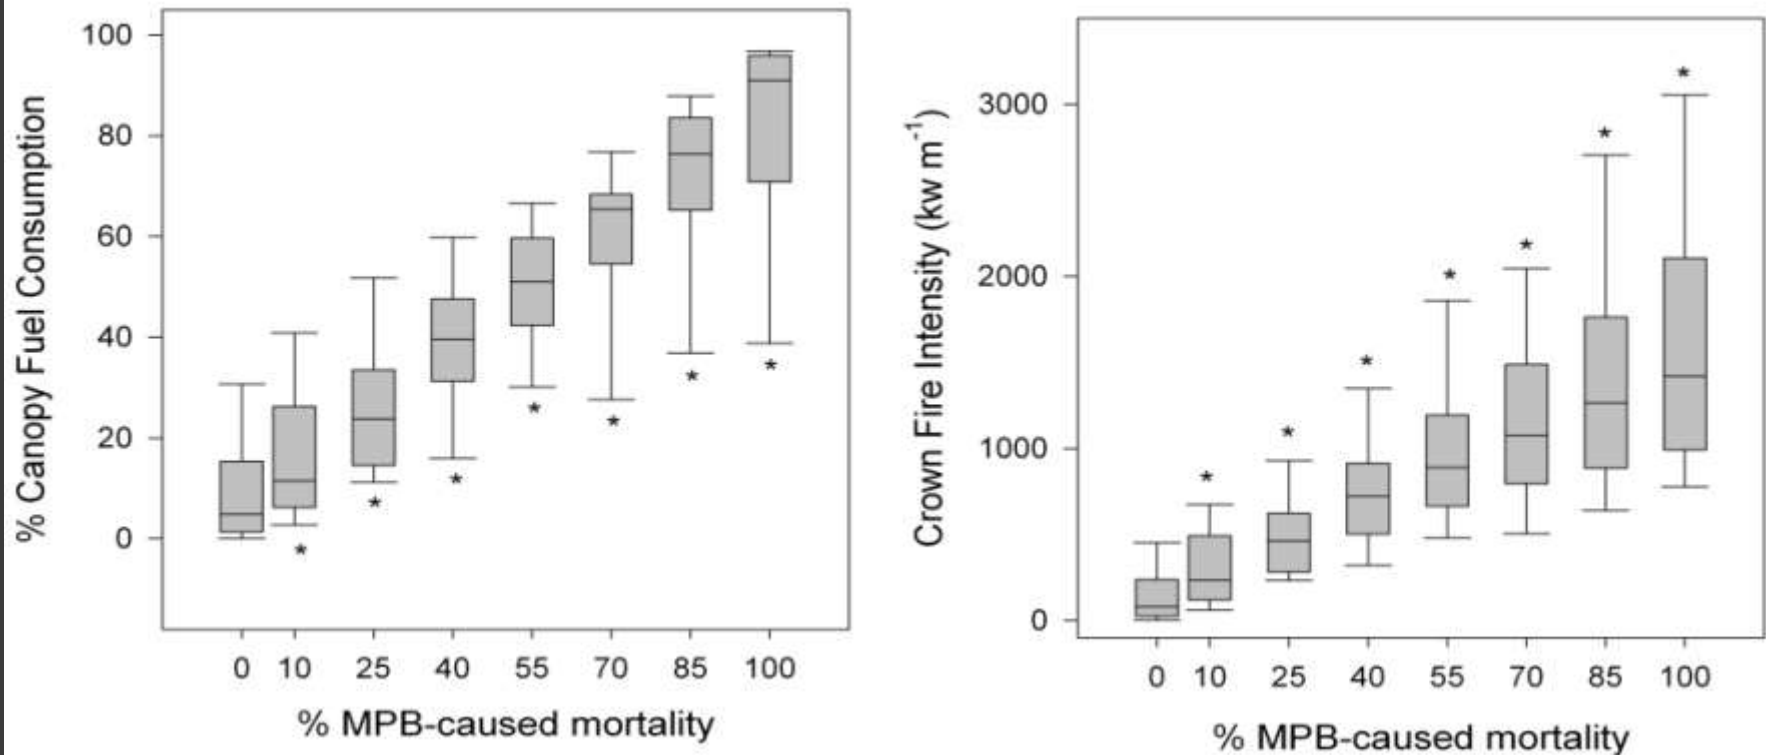 % Canopy Fuel Consumption
100
80
60
40
20
0
0 10 25 40 55 70 85 100
% MPB-caused mortality
* * * * * * *
Crown Fire Intensity (kw m⁻¹)
3000
2000
1000
0
0 10 25 40 55 70 85 100
% MPB-caused mortality
* * * * * * *